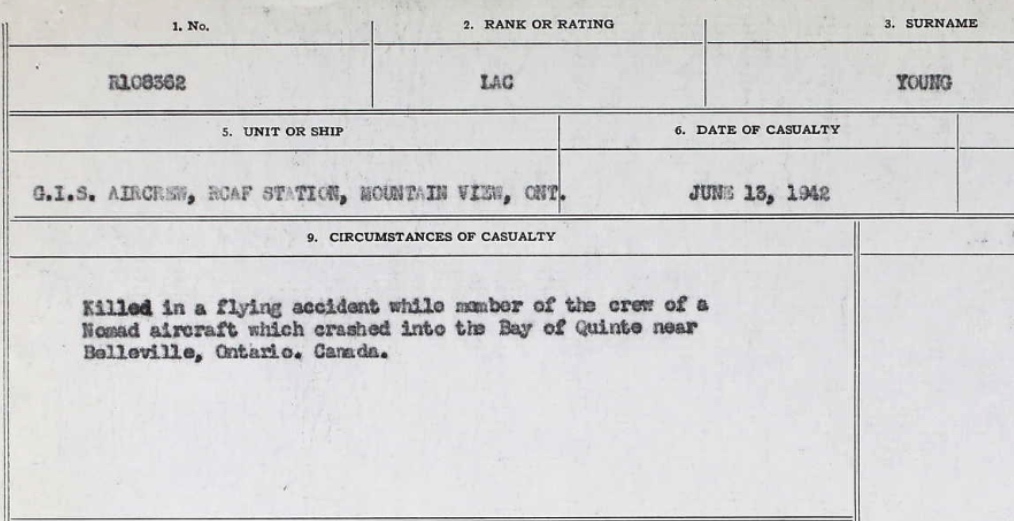 1. No.
2. RANK OR RATING
3. SURNAME
R108362
LAC
YOUNG
5. UNIT OR SHIP
6. DATE OF CASUALTY
G.I.S. AIRCREW, RCAF STATION, MOUNTAIN VIEW, ONT.
JUNE 13, 1942
9. CIRCUMSTANCES OF CASUALTY
Killed in a flying accident while member of the crew of a
Nomad aircraft which crashed into the Bay of Quinte near
Belleville, Ontario. Canada.